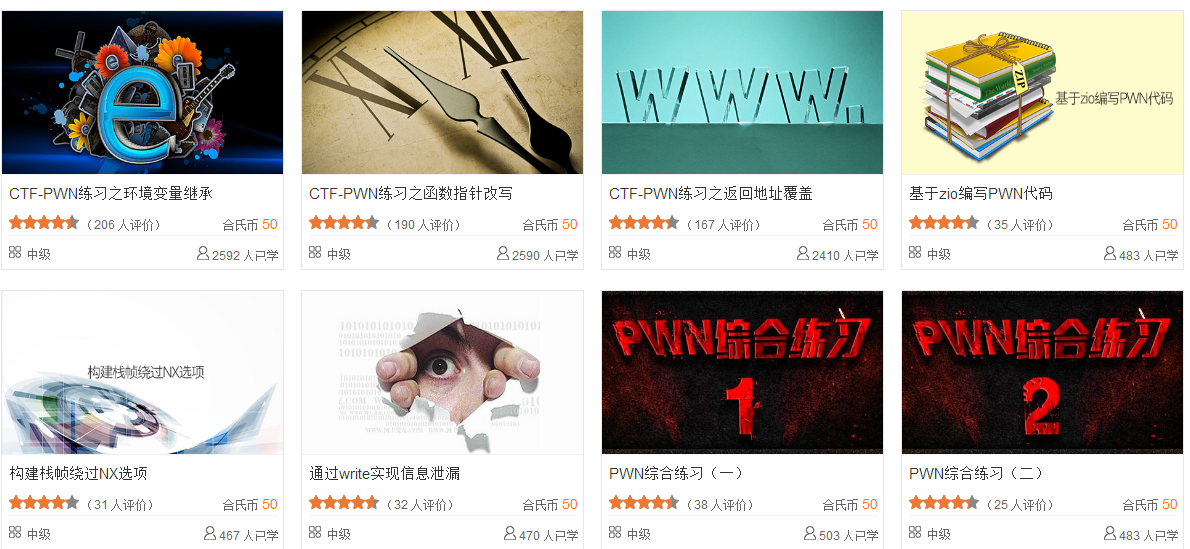 WWW.
ZIP
基于zio编写PWN代码
CTF-PWN练习之环境变量继承
CTF-PWN练习之函数指针改写
CTF-PWN练习之返回地址覆盖
基于zio编写PWN代码
（206 人评价） 合氏币 50
（190 人评价） 合氏币 50
（167 人评价） 合氏币 50
（35 人评价） 合氏币 50
中级 2592 人已学
中级 2590 人已学
中级 2410 人已学
中级 483 人已学
构建栈帧绕过NX选项
PWN综合练习
1
PWN综合练习
2
构建栈帧绕过NX选项
通过write实现信息泄漏
PWN综合练习（一）
PWN综合练习（二）
（31 人评价） 合氏币 50
（32 人评价） 合氏币 50
（38 人评价） 合氏币 50
（25 人评价） 合氏币 50
中级 467 人已学
中级 470 人已学
中级 503 人已学
中级 483 人已学